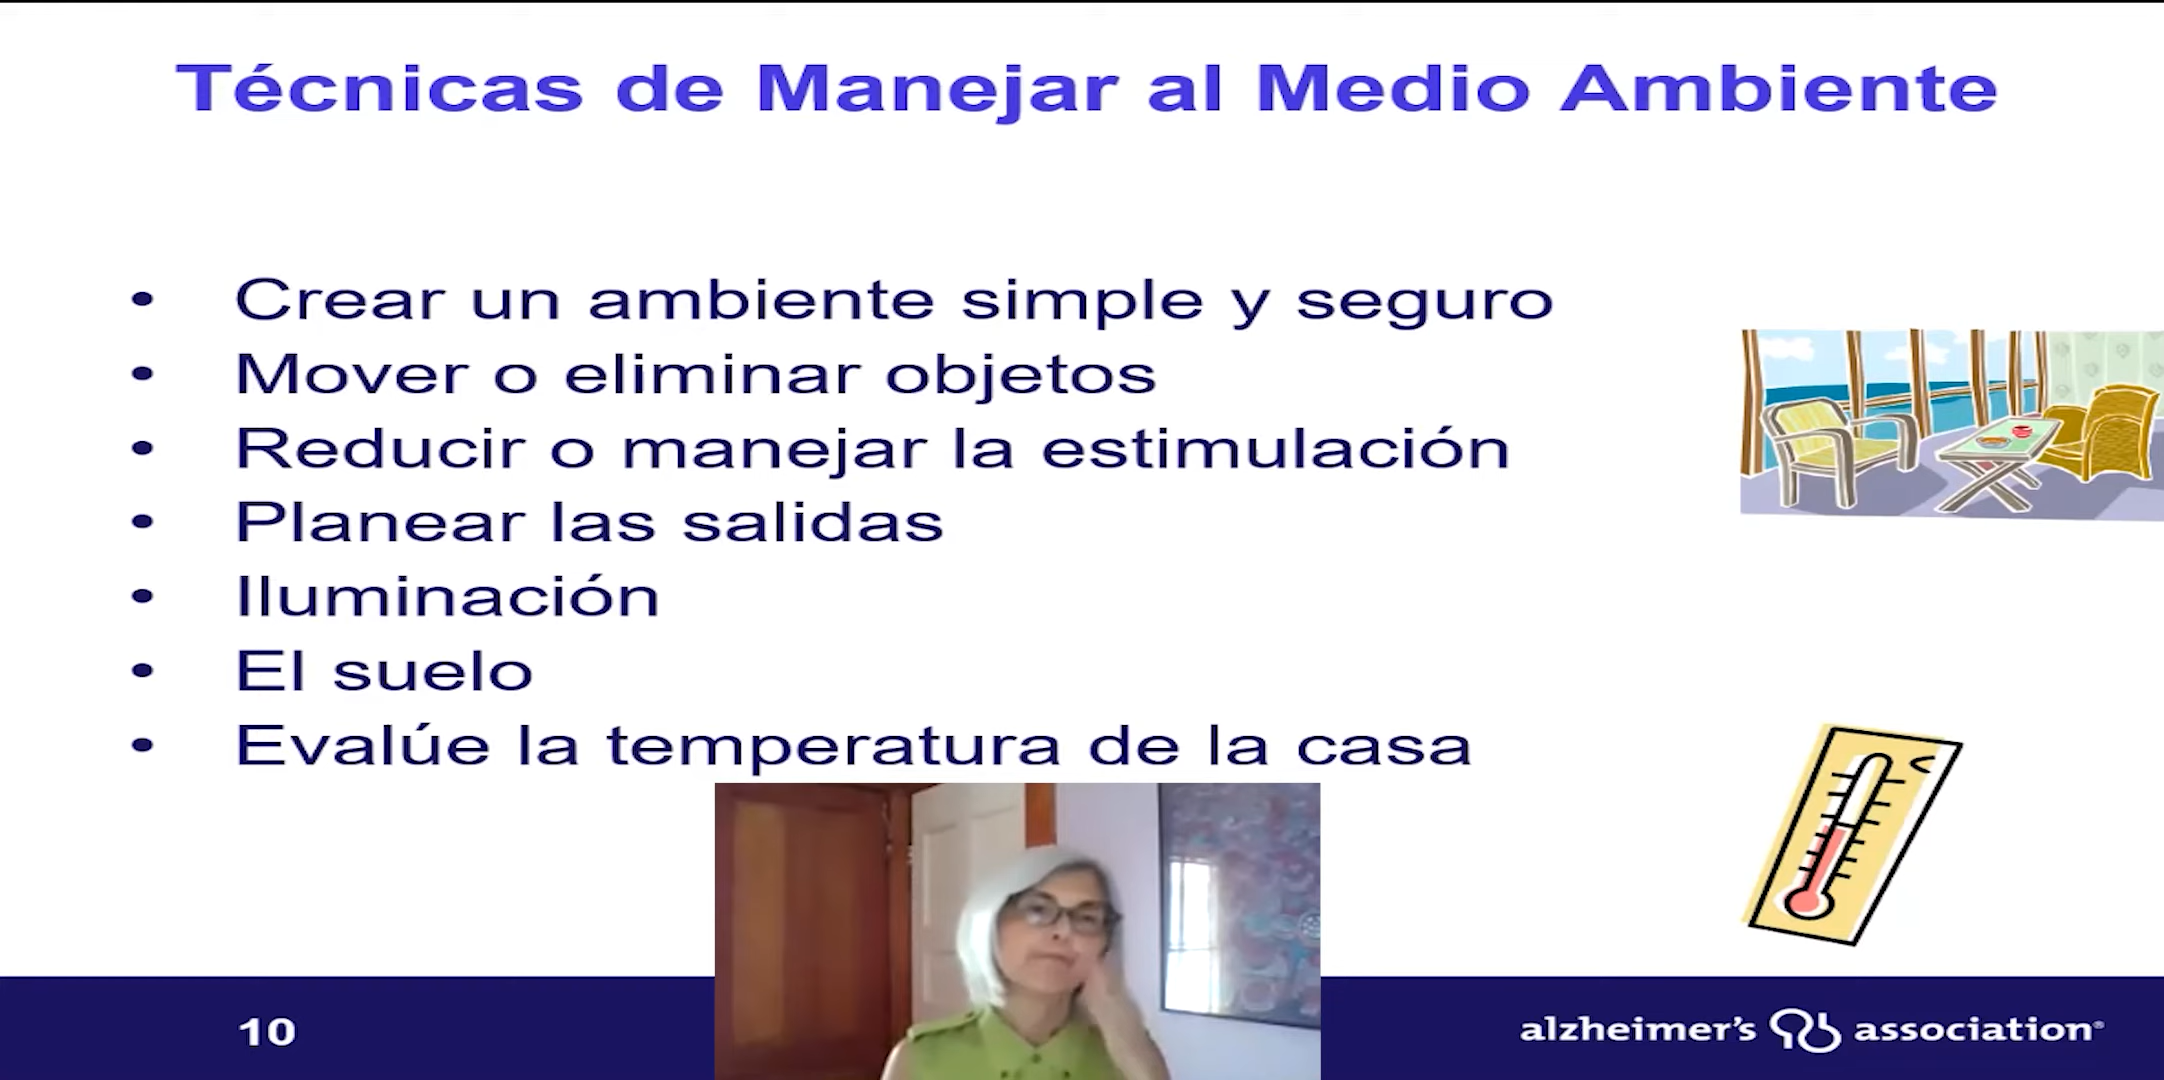 Técnicas de Manejar al Medio Ambiente
• Crear un ambiente simple y seguro
• Mover o eliminar objetos
• Reducir o manejar la estimulación
• Planear las salidas
• Iluminación
• El suelo
• Evalúe la temperatura de la casa
10
alzheimer's association®